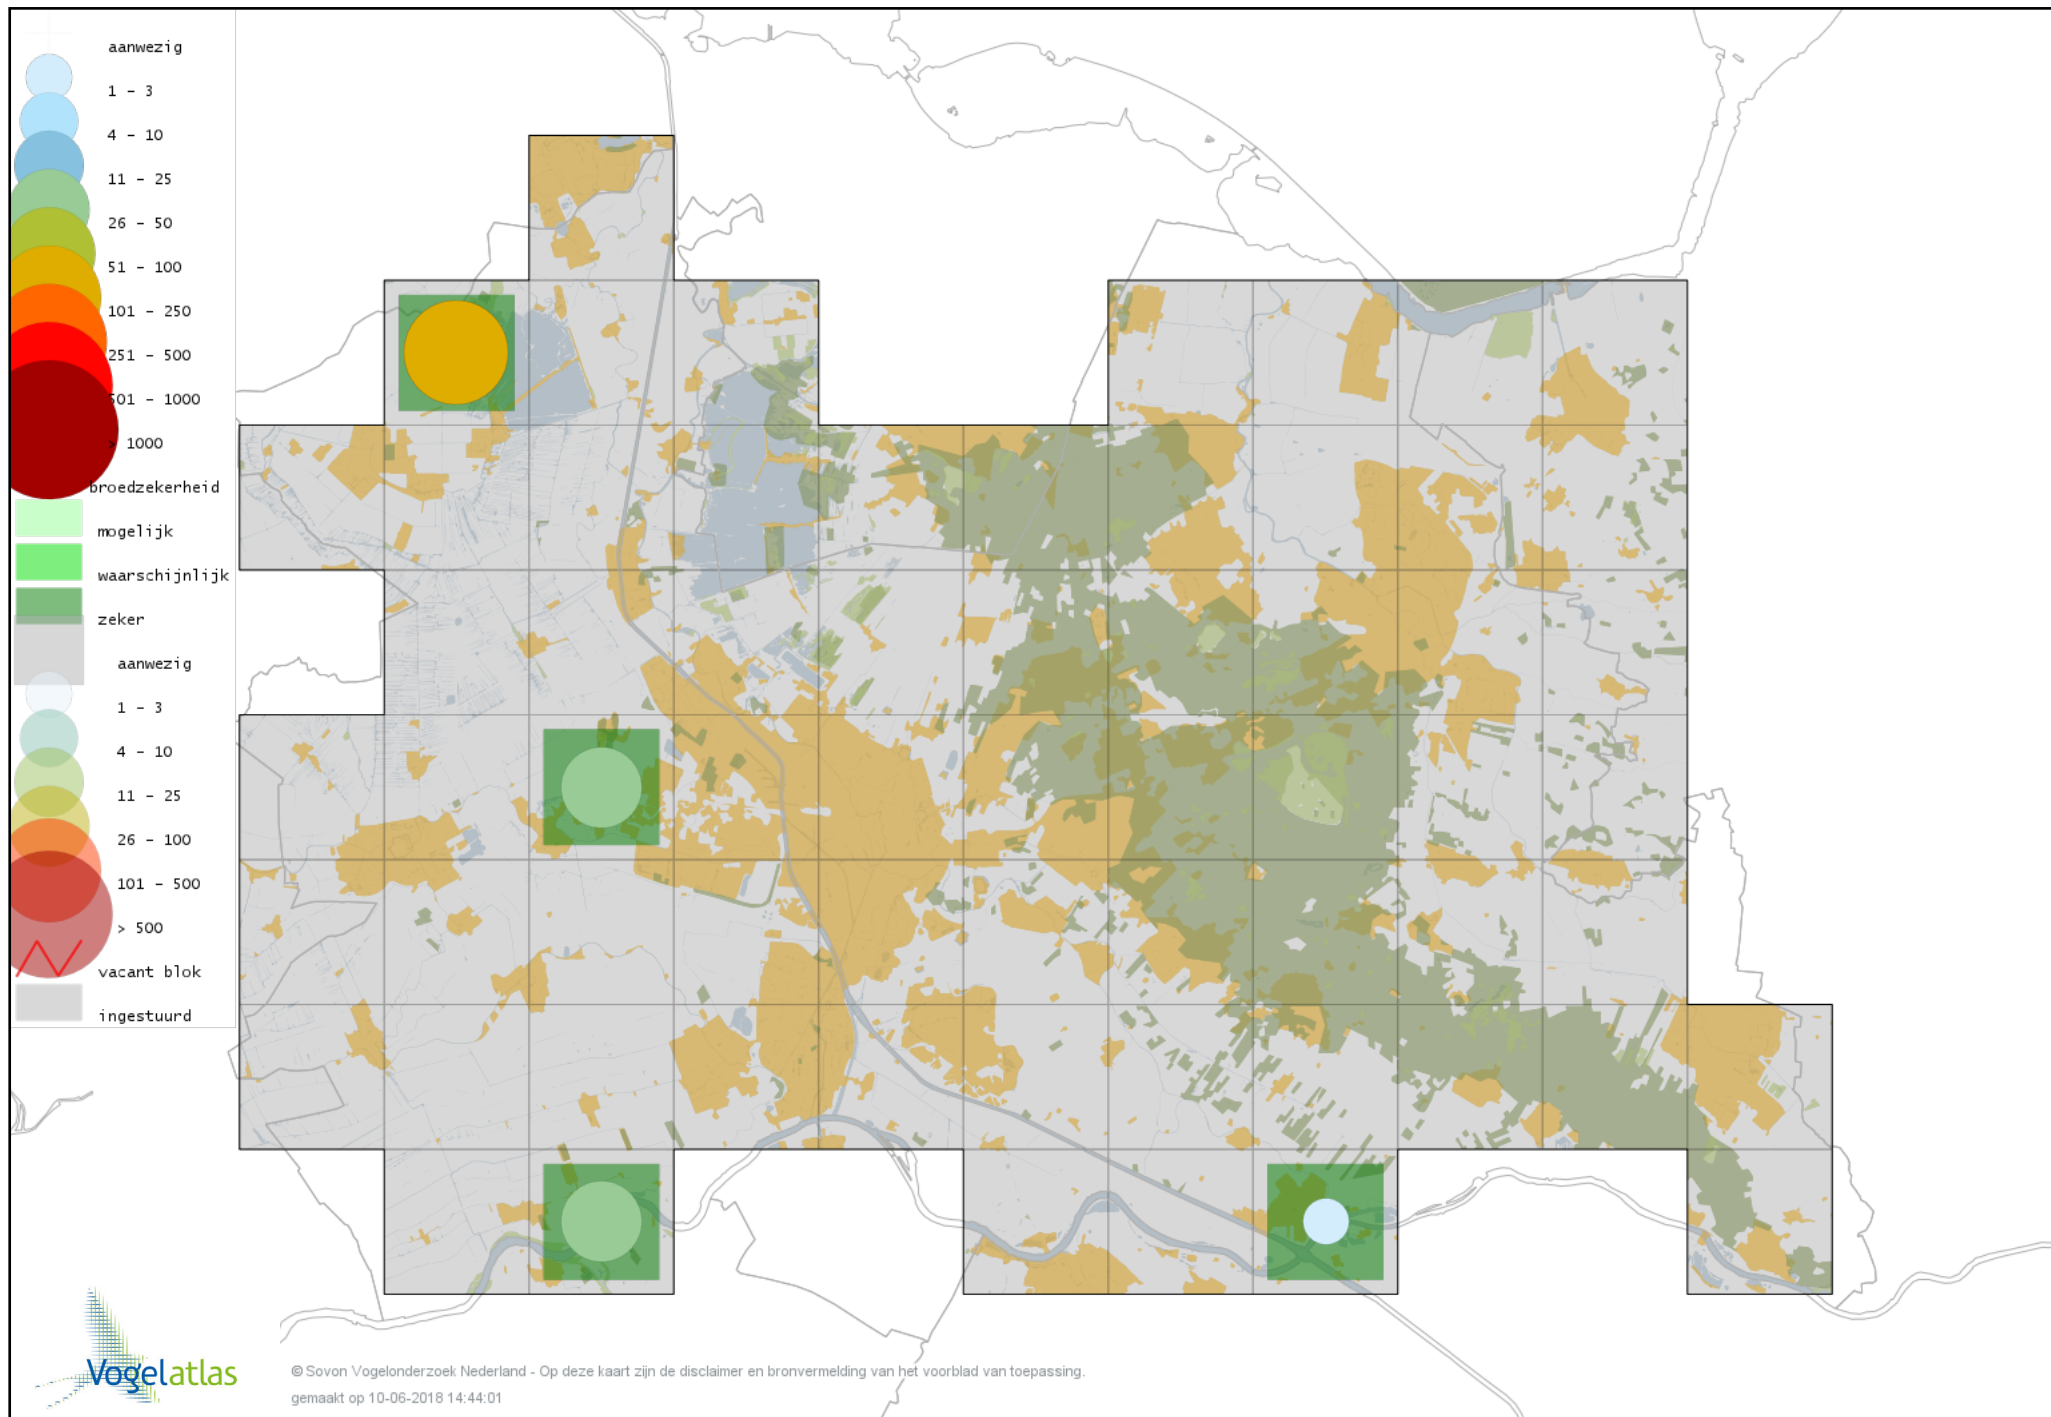 aanwezig
1 - 3
4 - 10
11 - 25
26 - 50
51 - 100
101 - 250
251 - 500
501 - 1000
> 1000
broedzekerheid
mogelijk
waarschijnlijk
zeker
aanwezig
1 - 3
4 - 10
11 - 25
26 - 100
101 - 500
> 500
vacant blok
ingestuurd
Vogelatlas
© Sovon Vogelonderzoek Nederland - Op deze kaart zijn de disclaimer en bronvermelding van het voorblad van toepassing.
gemaakt op 10-06-2018 14:44:01